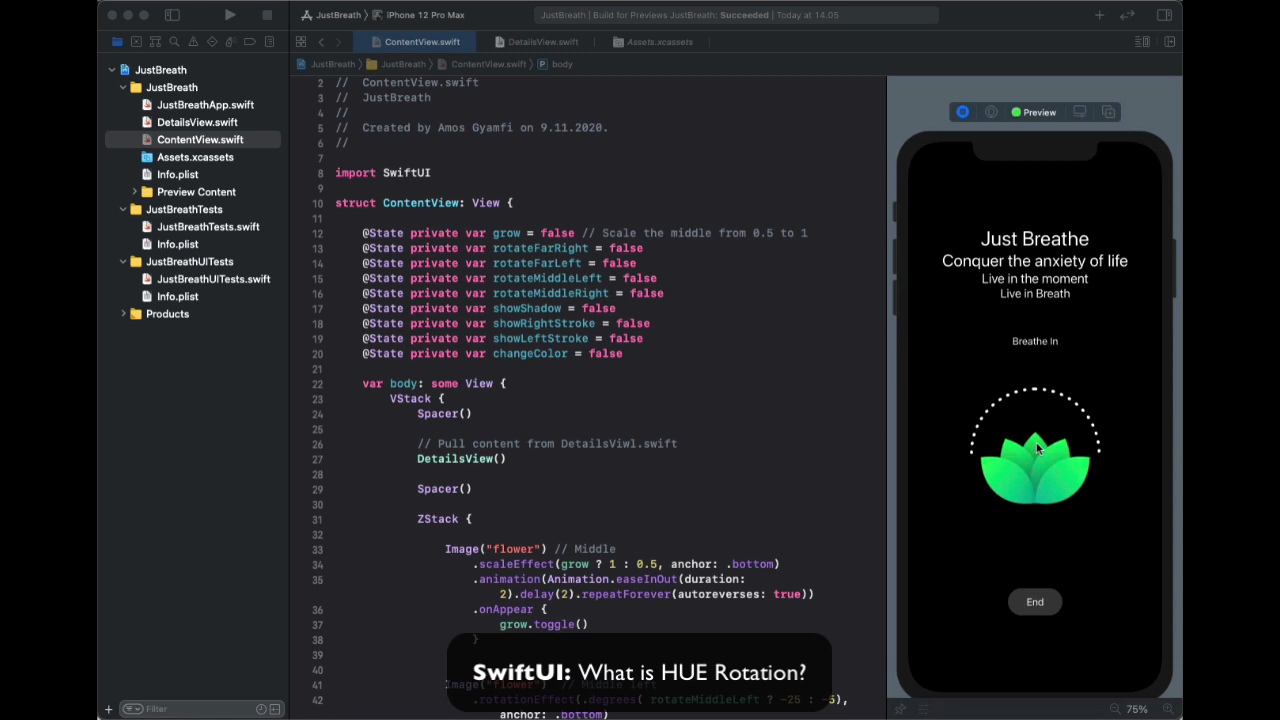 JustBreath 〉 iPhone 12 Pro Max
JustBreath | Build for Previews JustBreath: Succeeded | Today at 14.05
ContentView.swift
DetailsView.swift
Assets.xcassets
JustBreath 〉 JustBreath 〉 ContentView.swift 〉 P body
JustBreath
JustBreath
JustBreathApp.swift
DetailsView.swift
ContentView.swift
Assets.xcassets
Info.plist
Preview Content
JustBreathTests
JustBreathTests.swift
Info.plist
JustBreathUITests
JustBreathUITests.swift
Info.plist
Products
Filter
2 // ContentView.swift
3 // JustBreath
4 //
5 // Created by Amos Gyamfi on 9.11.2020.
6 //
7
8 import SwiftUI
9
10 struct ContentView: View {
11
12 @State private var grow = false // Scale the middle from 0.5 to 1
13 @State private var rotateFarRight = false
14 @State private var rotateFarLeft = false
15 @State private var rotateMiddleLeft = false
16 @State private var rotateMiddleRight = false
17 @State private var showShadow = false
18 @State private var showRightStroke = false
19 @State private var showLeftStroke = false
20 @State private var changeColor = false
21
22 var body: some View {
23 VStack {
24 Spacer()
25
26 // Pull content from DetailsViwl.swift
27 DetailsView()
28
29 Spacer()
30
31 ZStack {
32
33 Image("flower") // Middle
34 .scaleEffect(grow ? 1 : 0.5, anchor: .bottom)
35 .animation(Animation.easeInOut(duration:
2).delay(2).repeatForever(autoreverses: true))
36 .onAppear {
37 grow.toggle()
38 }
39
40
41 Image("flower") // Middle left
42 .rotationEffect(.degrees( rotateMiddleLeft ? -25 : -5),
anchor: .bottom)
SwiftUI: What is HUE Rotation?
Preview
Just Breathe
Conquer the anxiety of life
Live in the moment
Live in Breath
Breathe In
End
75%